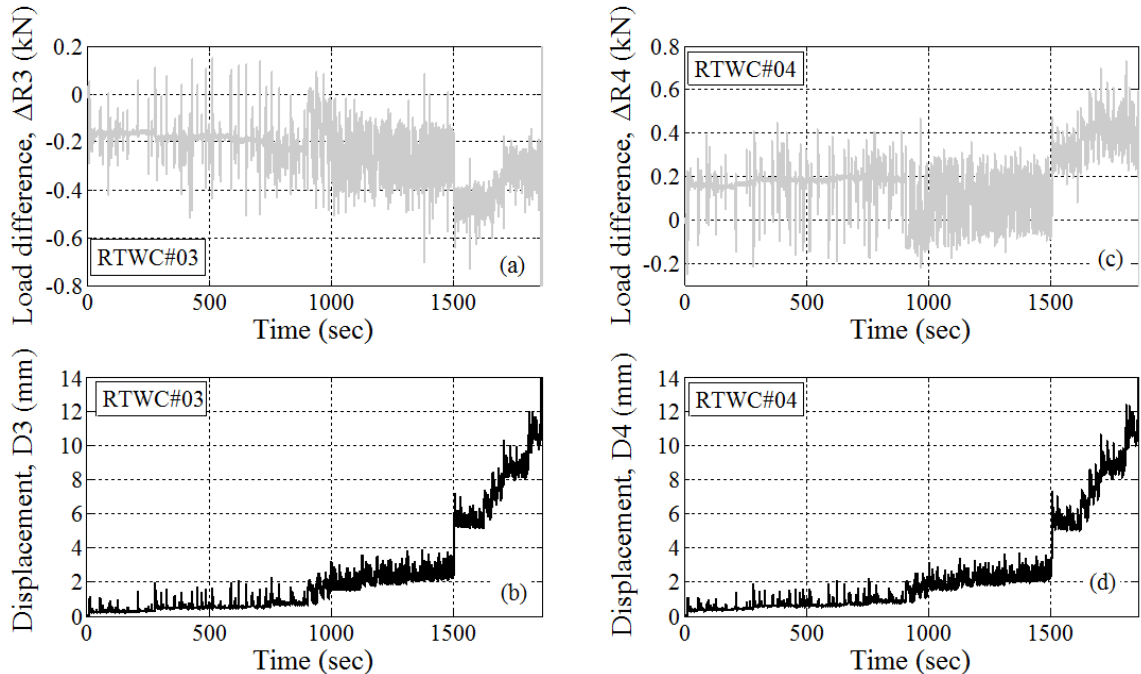 Load difference, ΔR3 (kN)
0.2
0
-0.2
-0.4
-0.6
-0.8
RTWC#03
(a)
0
500
1000
1500
Time (sec)
Load difference, ΔR4 (kN)
0.8
0.6
0.4
0.2
0
-0.2
RTWC#04
(c)
0
500
1000
1500
Time (sec)
Displacement, D3 (mm)
14
12
10
8
6
4
2
0
RTWC#03
(b)
0
500
1000
1500
Time (sec)
Displacement, D4 (mm)
14
12
10
8
6
4
2
0
RTWC#04
(d)
0
500
1000
1500
Time (sec)